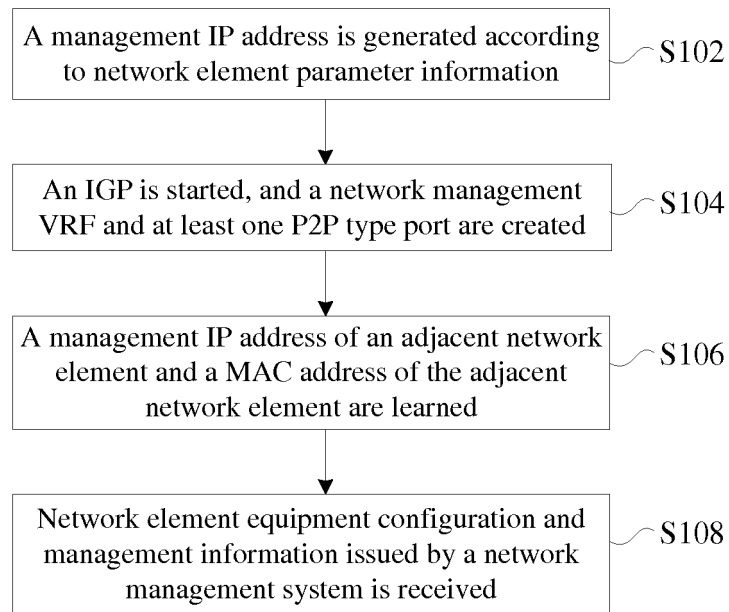 A management IP address is generated according
to network element parameter information
S102
An IGP is started, and a network management
VRF and at least one P2P type port are created
S104
A management IP address of an adjacent network
element and a MAC address of the adjacent
network element are learned
S106
Network element equipment configuration and
management information issued by a network
management system is received
S108